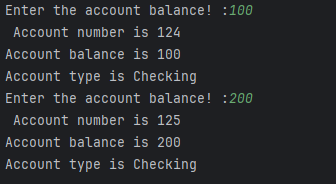 Enter the account balance! :100
 Account number is 124
Account balance is 100
Account type is Checking
Enter the account balance! :200
 Account number is 125
Account balance is 200
Account type is Checking